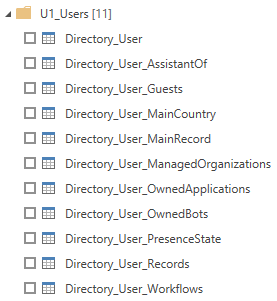 U1_Users [11]
Directory_User
Directory_User_AssistantOf
Directory_User_Guests
Directory_User_MainCountry
Directory_User_MainRecord
Directory_User_ManagedOrganizations
Directory_User_OwnedApplications
Directory_User_OwnedBots
Directory_User_PresenceState
Directory_User_Records
Directory_User_Workflows